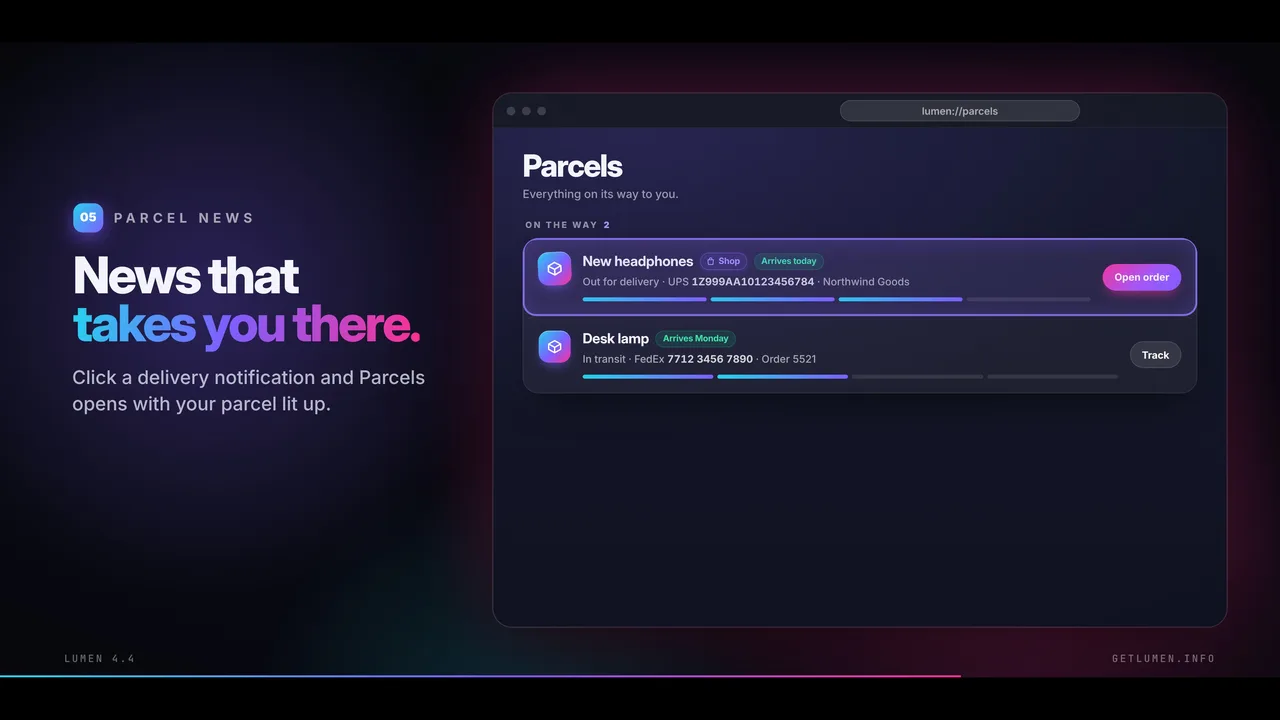 05 PARCEL NEWS
News that
takes you there.
Click a delivery notification and Parcels
opens with your parcel lit up.
lumen://parcels
Parcels
Everything on its way to you.
ON THE WAY 2
New headphones Shop Arrives today
Out for delivery · UPS 1Z999AA10123456784 · Northwind Goods
Open order
Desk lamp Arrives Monday
In transit · FedEx 7712 3456 7890 · Order 5521
Track
LUMEN 4.4
GETLUMEN.INFO